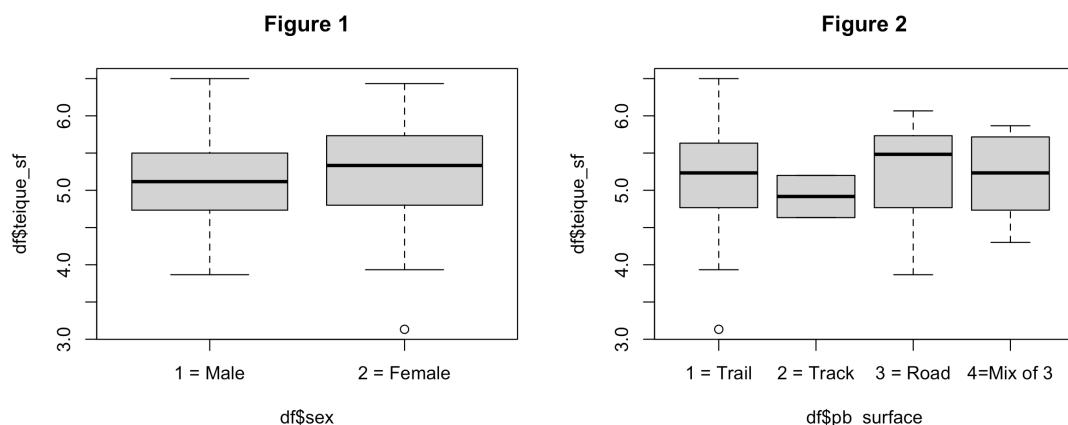 Figure 1
df$teique_sf
6.0
5.0
4.0
3.0
1 = Male 2 = Female
df$sex
Figure 2
df$teique_sf
6.0
5.0
4.0
3.0
1 = Trail 2 = Track 3 = Road 4=Mix of 3
df$pb_surface